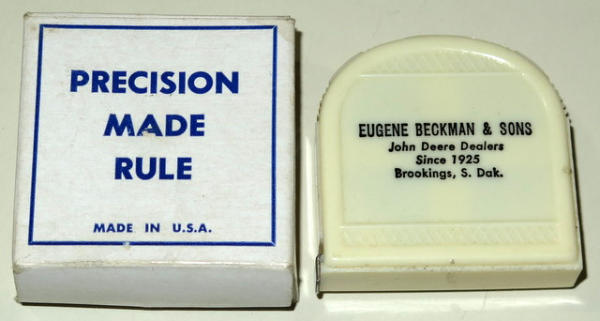 PRECISION
MADE
RULE
MADE IN U.S.A.
EUGENE BECKMAN & SONS
John Deere Dealers
Since 1925
Brookings, S. Dak.